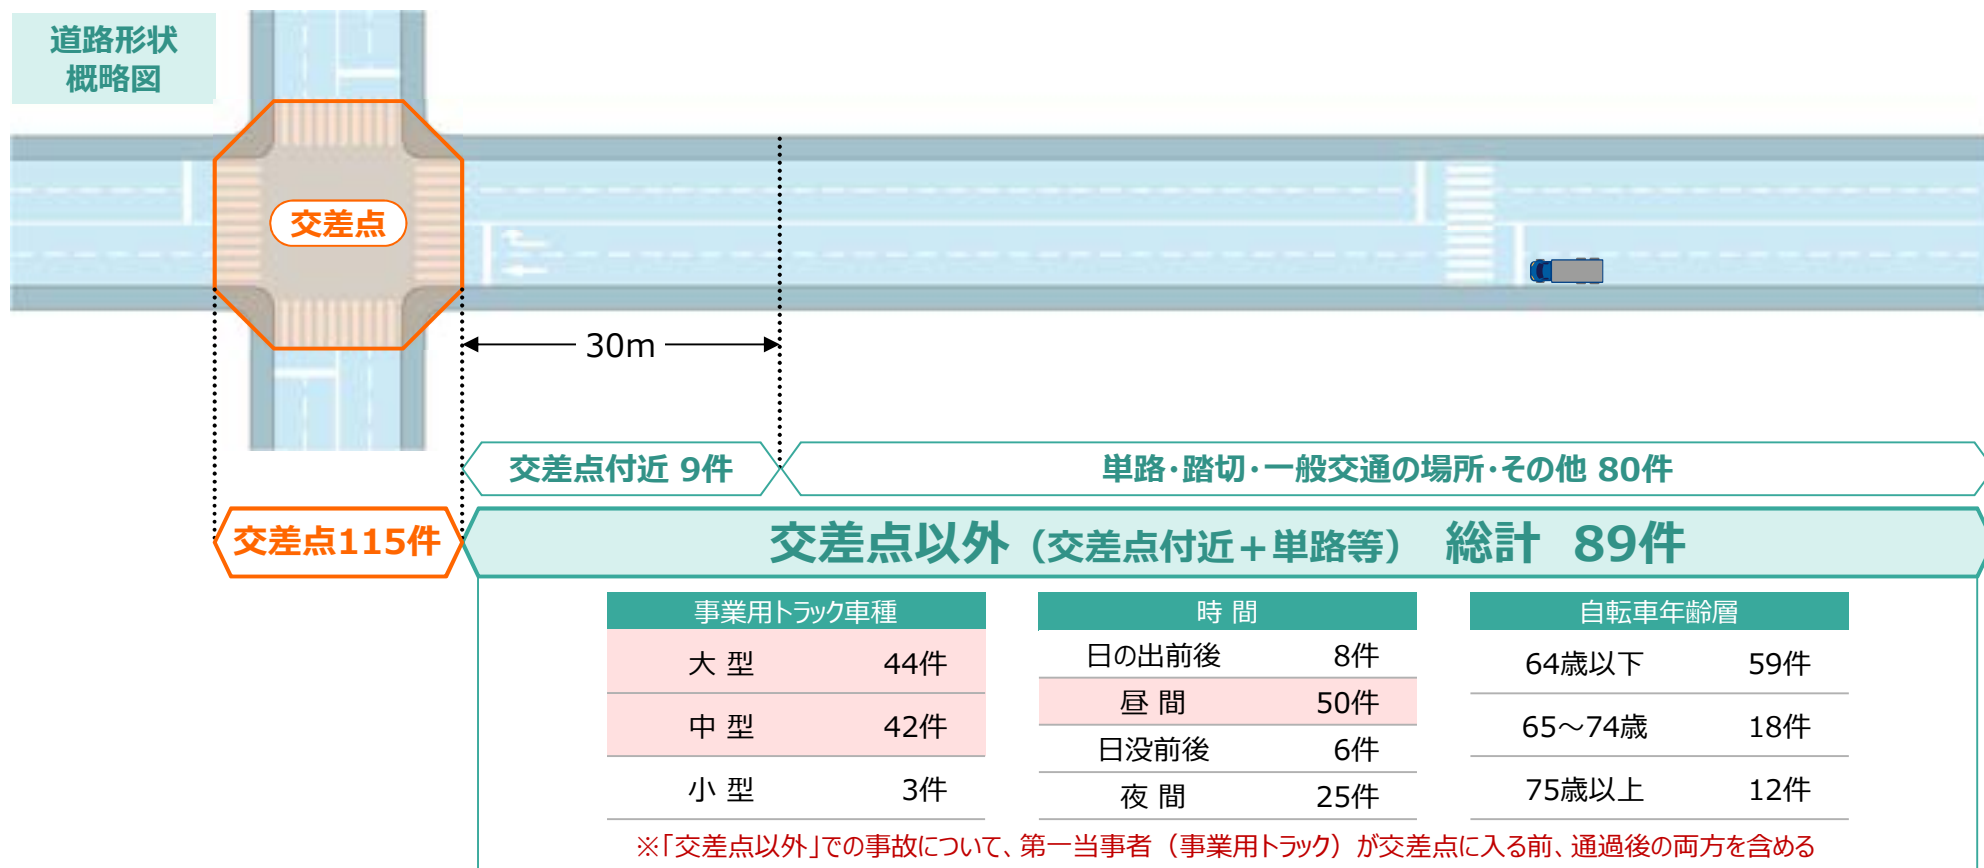 道路形状
概略図
交差点
30m
交差点付近 9件
単路・踏切・一般交通の場所・その他 80件
交差点115件
交差点以外（交差点付近＋単路等） 総計 89件
事業用トラック車種
大 型 44件
中 型 42件
小 型 3件
時 間
日の出前後 8件
昼 間 50件
日没前後 6件
夜 間 25件
自転車年齢層
64歳以下 59件
65～74歳 18件
75歳以上 12件
※「交差点以外」での事故について、第一当事者（事業用トラック）が交差点に入る前、通過後の両方を含める